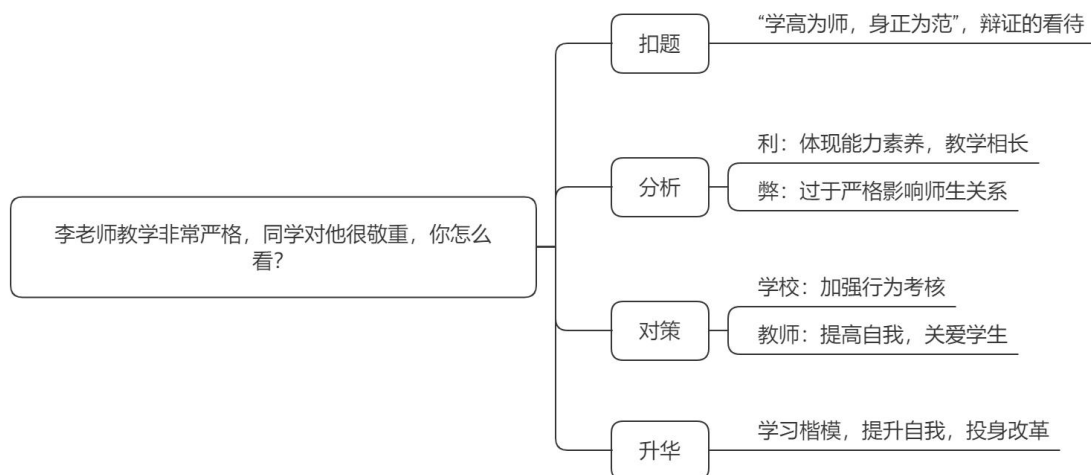 李老师教学非常严格，同学对他很敬重，你怎么
看？
扣题
“学高为师，身正为范”，辩证的看待
分析
利：体现能力素养，教学相长
弊：过于严格影响师生关系
对策
学校：加强行为考核
教师：提高自我，关爱学生
升华
学习楷模，提升自我，投身改革